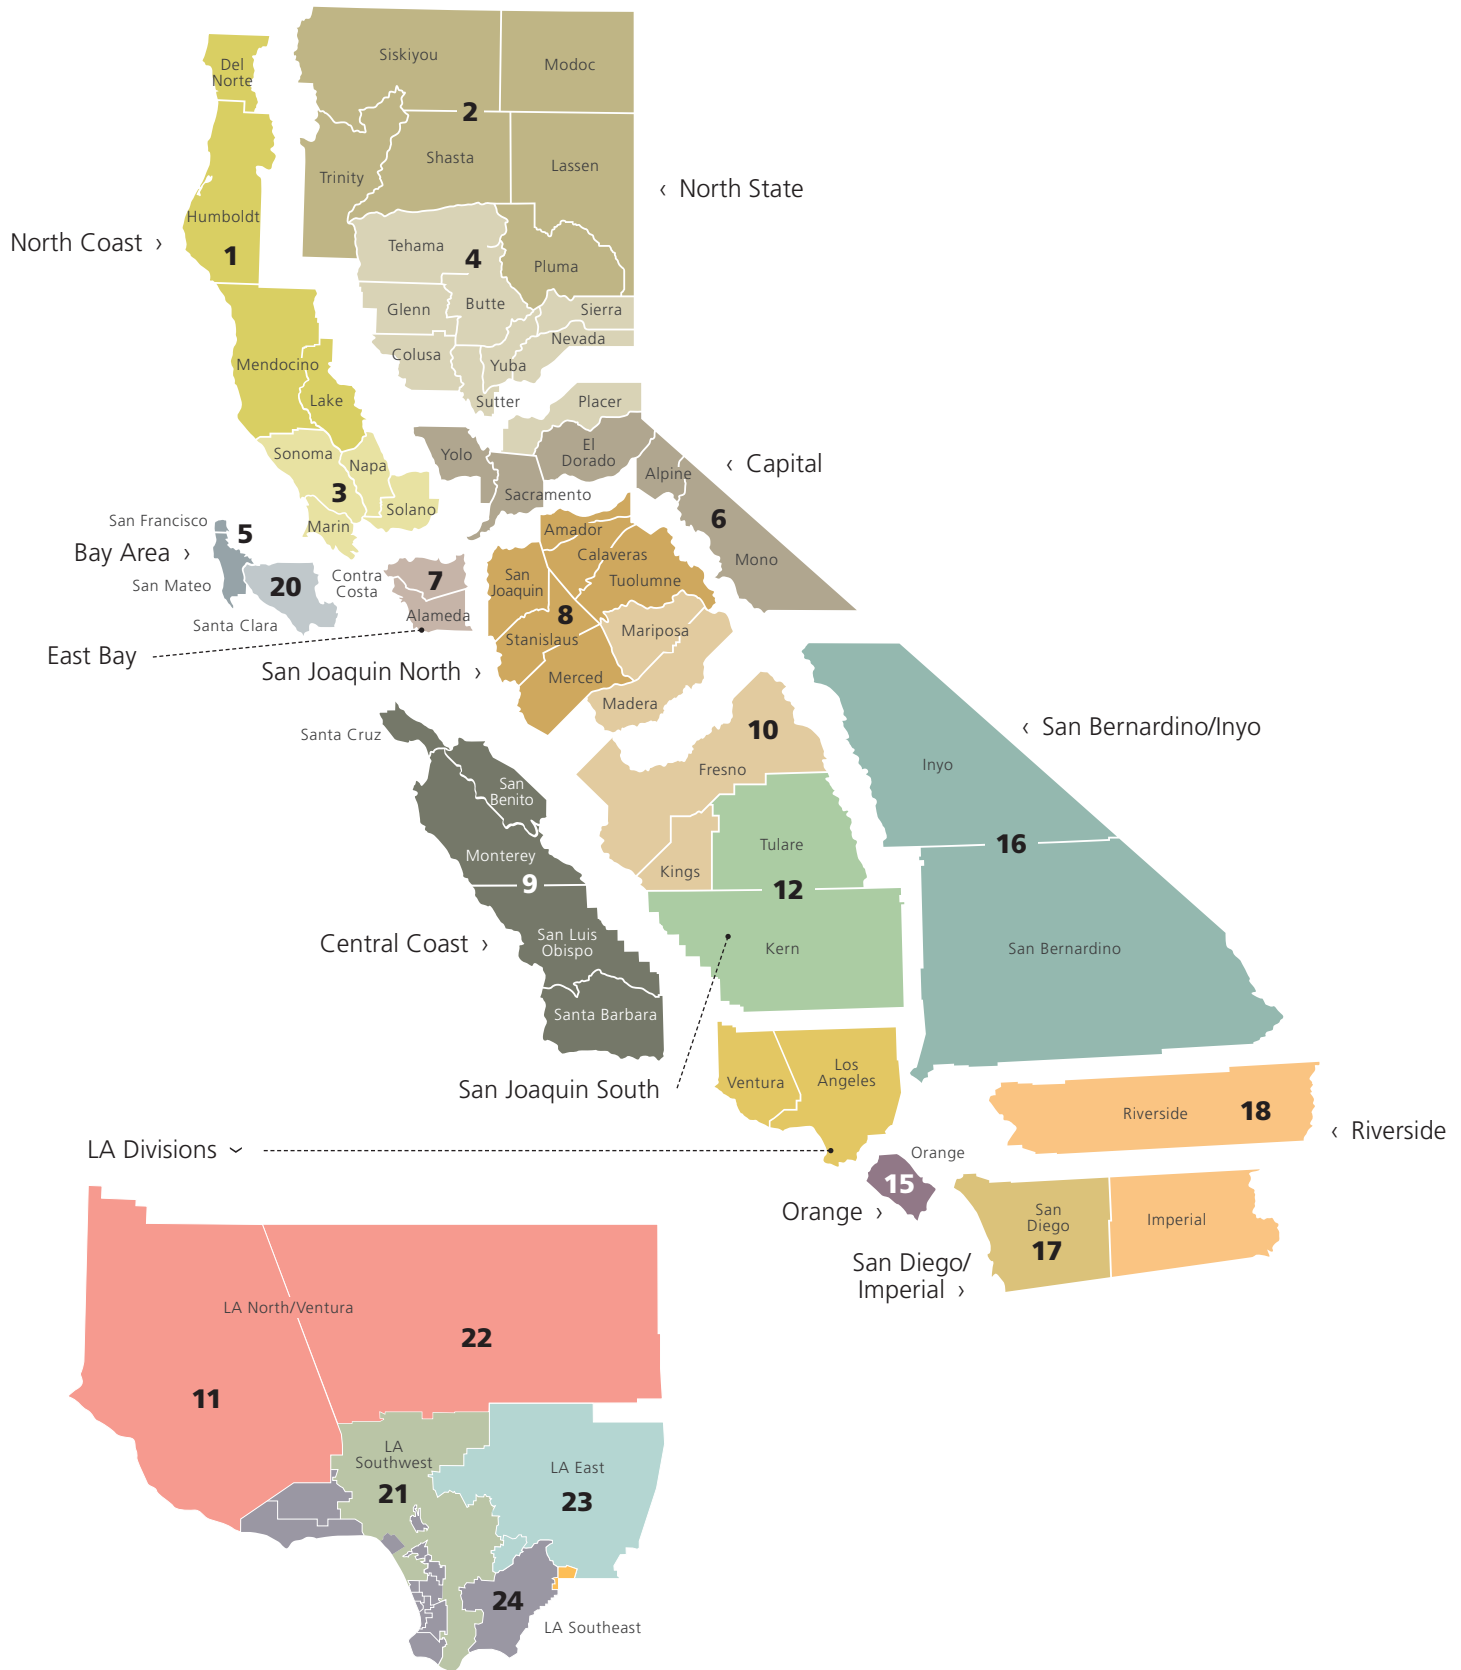 Siskiyou
Modoc
Del
Norte
2
Shasta
Lassen
Trinity
‹ North State
Humboldt
North Coast ›
1
Tehama
4
Pluma
Glenn
Butte
Sierra
Nevada
Colusa
Yuba
Mendocino
Lake
Sutter
Placer
El
Dorado
Sonoma
Napa
Yolo
‹ Capital
Alpine
3
Sacramento
Solano
San Francisco
5
Marin
6
Amador
Bay Area ›
Calaveras
Mono
San Mateo
20
Contra
Costa
7
San
Joaquin
Tuolumne
Alameda
8
Santa Clara
Stanislaus
Mariposa
East Bay
San Joaquin North ›
Merced
Madera
Santa Cruz
10
‹ San Bernardino/Inyo
Fresno
Inyo
San
Benito
Tulare
16
Monterey
Kings
9
12
San Luis
Obispo
Central Coast ›
Kern
San Bernardino
Santa Barbara
Los
Angeles
Ventura
San Joaquin South
Riverside
18
‹ Riverside
LA Divisions ›
Orange
15
Orange ›
San
Diego
17
Imperial
San Diego/
Imperial ›
LA North/Ventura
22
11
LA
Southwest
21
LA East
23
24
LA Southeast